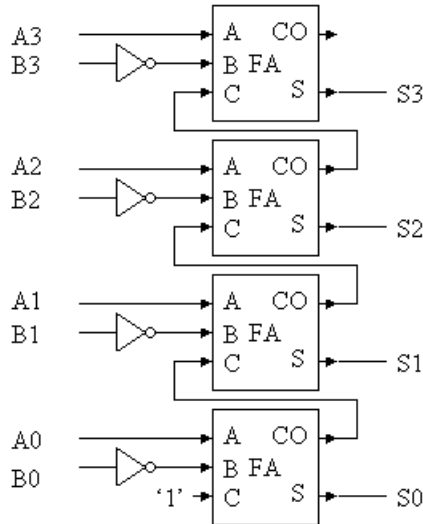 A3 A CO
B3 B FA
C S S3
A2 A CO
B2 B FA
C S S2
A1 A CO
B1 B FA
C S S1
A0 A CO
B0 B FA
'1' C S S0